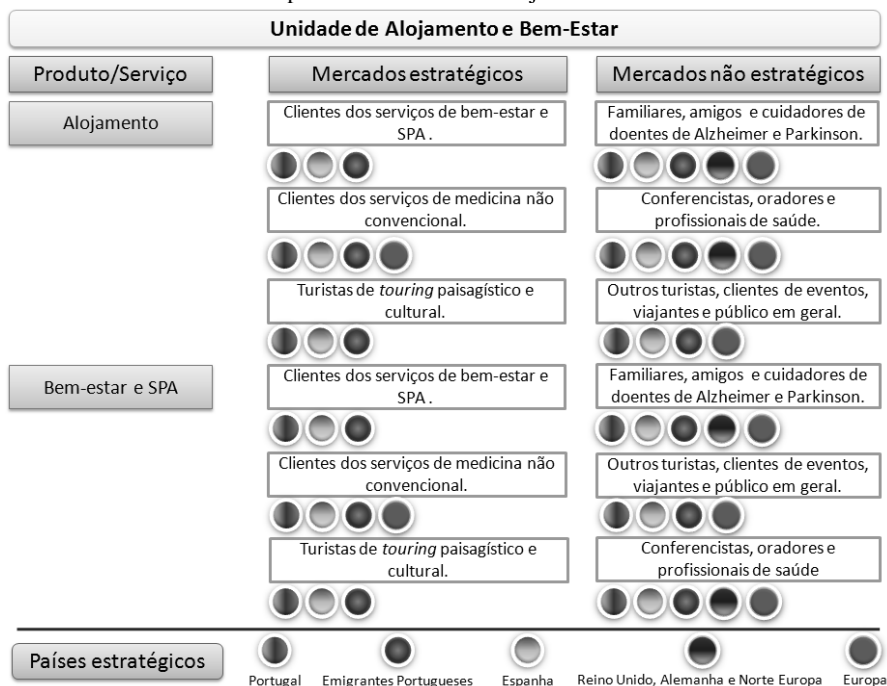 Unidade de Alojamento e Bem-Estar
Produto/Serviço
Mercados estratégicos
Mercados não estratégicos
Alojamento
Clientes dos serviços de bem-estar e
SPA .
Familiares, amigos e cuidadores de
doentes de Alzheimer e Parkinson.
Clientes dos serviços de medicina não
convencional.
Conferencistas, oradores e
profissionais de saúde.
Turistas de touring paisagístico e
cultural.
Outros turistas, clientes de eventos,
viajantes e público em geral.
Bem-estar e SPA
Clientes dos serviços de bem-estar e
SPA .
Familiares, amigos e cuidadores de
doentes de Alzheimer e Parkinson.
Clientes dos serviços de medicina não
convencional.
Outros turistas, clientes de eventos,
viajantes e público em geral.
Turistas de touring paisagístico e
cultural.
Conferencistas, oradores e
profissionais de saúde
Países estratégicos
Portugal
Emigrantes Portugueses
Espanha
Reino Unido, Alemanha e Norte Europa
Europa